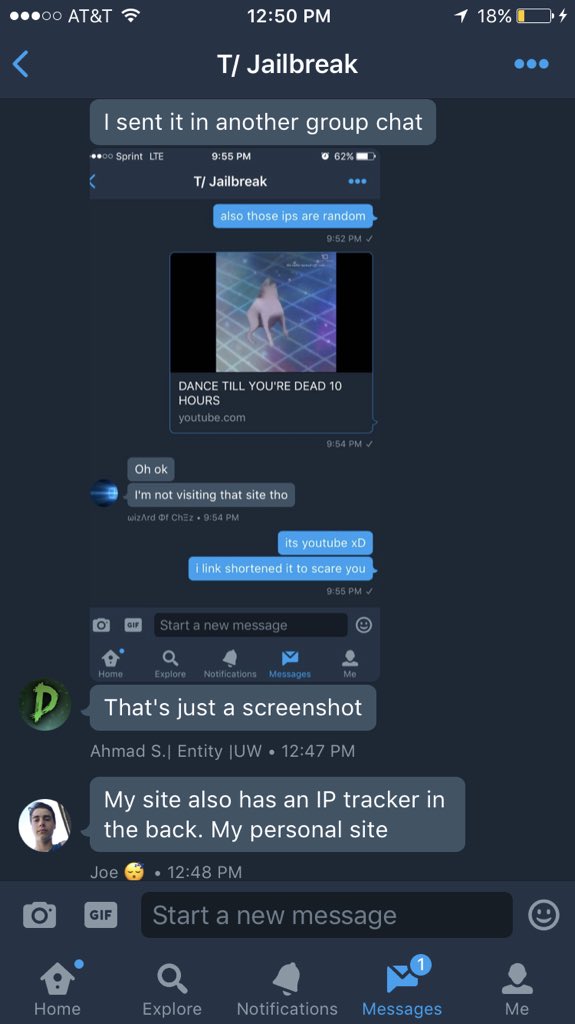 AT&T 12:50 PM 18%
T/ Jailbreak
I sent it in another group chat
Sprint LTE 9:55 PM 62%
T/ Jailbreak
also those ips are random
9:52 PM ✓
DANCE TILL YOU'RE DEAD 10
HOURS
youtube.com
9:54 PM ✓
Oh ok
I'm not visiting that site tho
wizΛrd Φf ChΞz • 9:54 PM
its youtube xD
i link shortened it to scare you
9:55 PM ✓
GIF Start a new message
Home Explore Notifications Messages Me
D
That's just a screenshot
Ahmad S.| Entity |UW • 12:47 PM
My site also has an IP tracker in
the back. My personal site
Joe 😴 • 12:48 PM
GIF Start a new message
1
Home Explore Notifications Messages Me